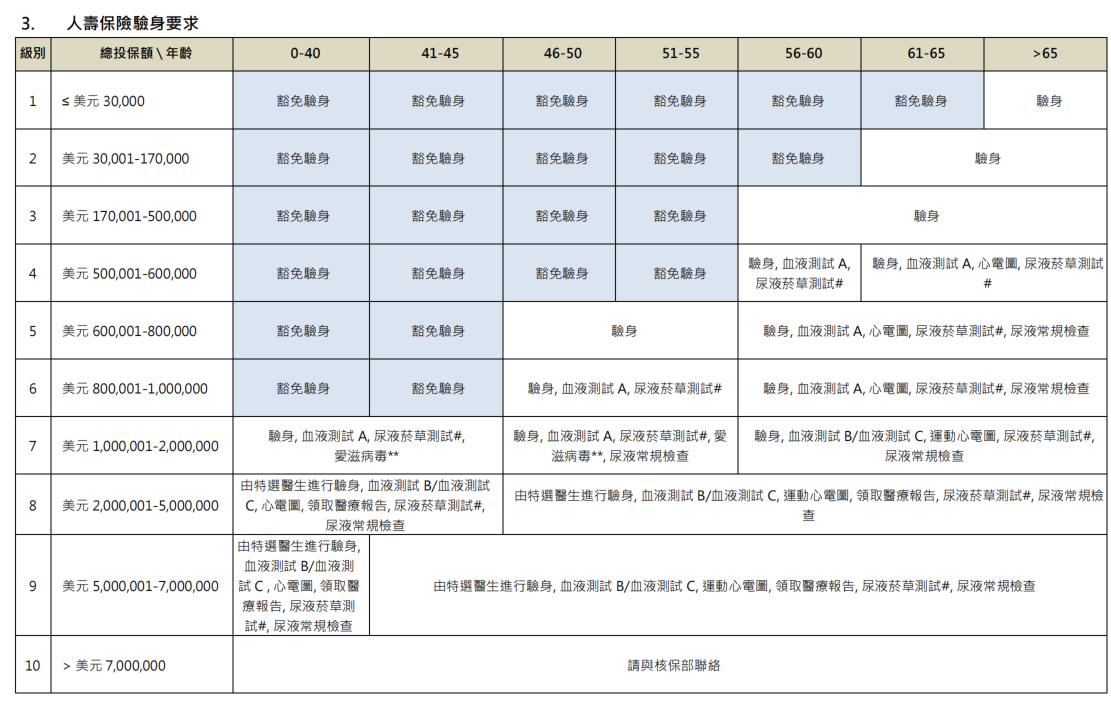 3. 人壽保險驗身要求
級別 總投保額 \ 年齡 0-40 41-45 46-50 51-55 56-60 61-65 >65
1 ≤ 美元 30,000 豁免驗身 豁免驗身 豁免驗身 豁免驗身 豁免驗身 豁免驗身 驗身
2 美元 30,001-170,000 豁免驗身 豁免驗身 豁免驗身 豁免驗身 豁免驗身 驗身
3 美元 170,001-500,000 豁免驗身 豁免驗身 豁免驗身 豁免驗身 驗身
4 美元 500,001-600,000 豁免驗身 豁免驗身 豁免驗身 豁免驗身
驗身, 血液測試 A,
尿液菸草測試#
驗身, 血液測試 A, 心電圖, 尿液菸草測試
#
5 美元 600,001-800,000 豁免驗身 豁免驗身 驗身 驗身, 血液測試 A, 心電圖, 尿液菸草測試#, 尿液常規檢查
6 美元 800,001-1,000,000 豁免驗身 豁免驗身 驗身, 血液測試 A, 尿液菸草測試# 驗身, 血液測試 A, 心電圖, 尿液菸草測試#, 尿液常規檢查
7 美元 1,000,001-2,000,000
驗身, 血液測試 A, 尿液菸草測試#,
愛滋病毒**
驗身, 血液測試 A, 尿液菸草測試#, 愛
滋病毒**, 尿液常規檢查
驗身, 血液測試 B/血液測試 C, 運動心電圖, 尿液菸草測試#,
尿液常規檢查
8 美元 2,000,001-5,000,000
由特選醫生進行驗身, 血液測試 B/血液測試
C, 心電圖, 領取醫療報告, 尿液菸草測試#,
尿液常規檢查
由特選醫生進行驗身, 血液測試 B/血液測試 C, 運動心電圖, 領取醫療報告, 尿液菸草測試#, 尿液常規檢
查
9 美元 5,000,001-7,000,000
由特選醫生進行驗身,
血液測試 B/血液測
試 C , 心電圖, 領取醫
療報告, 尿液菸草測
試#, 尿液常規檢查
由特選醫生進行驗身, 血液測試 B/血液測試 C, 運動心電圖, 領取醫療報告, 尿液菸草測試#, 尿液常規檢查
10 > 美元 7,000,000 請與核保部聯絡